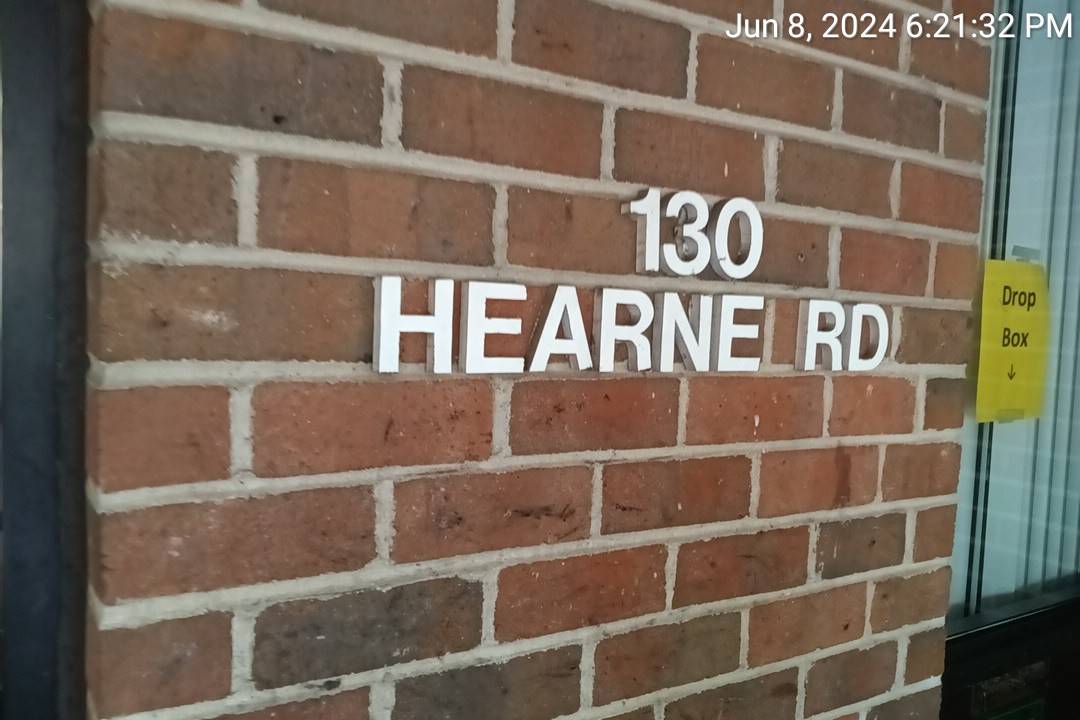 Jun 8, 2024 6:21:32 PM
130
HEARNE RD
Drop
Box
↓